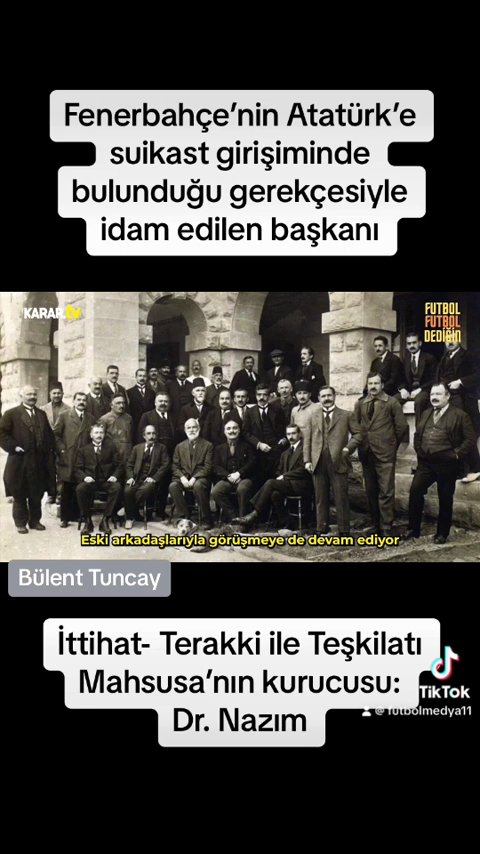 Fenerbahçe’nin Atatürk’e
suikast girişiminde
bulunduğu gerekçesiyle
idam edilen başkanı
KARAR.tv
FUTBOL
FUTBOL
DEDİĞİN
Eski arkadaşlarıyla görüşmeye de devam ediyor
Bülent Tuncay
İttihat- Terakki ile Teşkilatı
Mahsusa’nın kurucusu:
Dr. Nazım
TikTok
@futbolmedya11